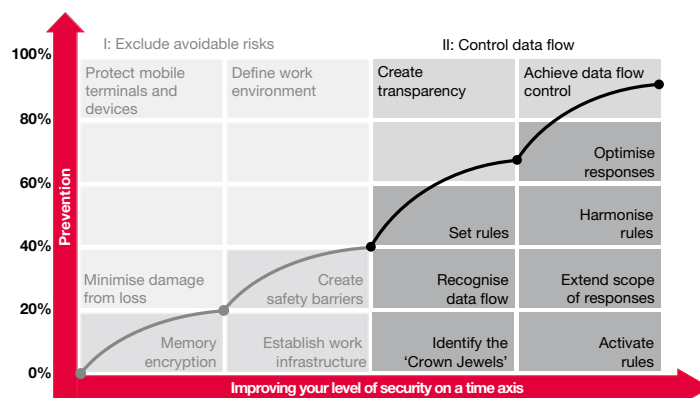 I: Exclude avoidable risks
II: Control data flow
100%
80%
60%
40%
20%
0%
Prevention
Protect mobile
terminals and
devices
Define work
environment
Create
transparency
Achieve data flow
control
Optimise
responses
Set rules
Harmonise
rules
Minimise damage
from loss
Create
safety barriers
Recognise
data flow
Extend scope
of responses
Memory
encryption
Establish work
infrastructure
Identify the
‘Crown Jewels’
Activate
rules
Improving your level of security on a time axis